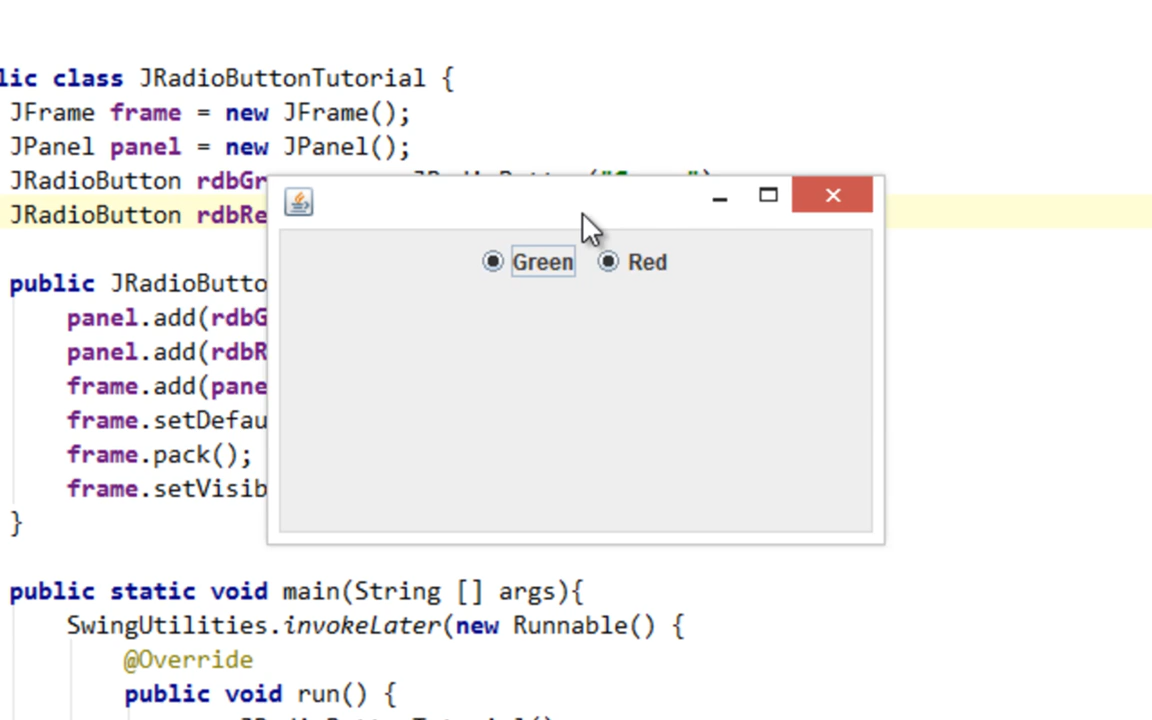 lic class JRadioButtonTutorial {
JFrame frame = new JFrame();
JPanel panel = new JPanel();
JRadioButton rdbGr
JRadioButton rdbRe
Green Red
public JRadioButto
panel.add(rdbG
panel.add(rdbR
frame.add(pane
frame.setDefau
frame.pack();
frame.setVisib
}
public static void main(String [] args){
SwingUtilities.invokeLater(new Runnable() {
@Override
public void run() {